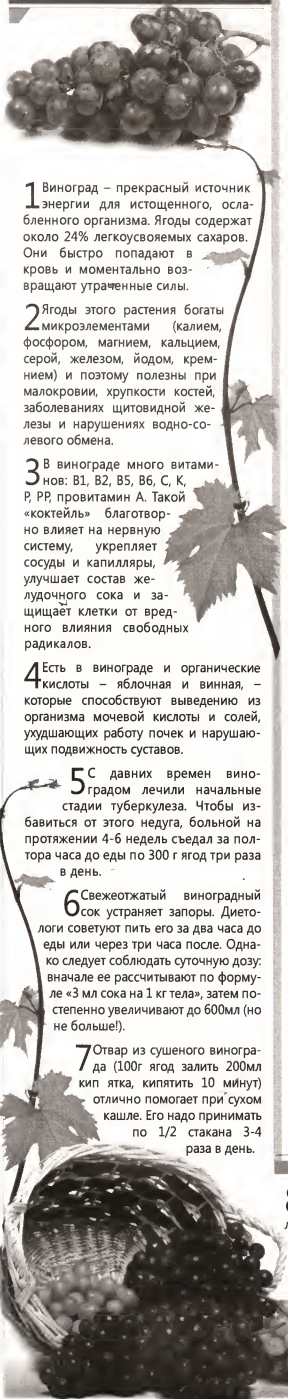 1 Виноград – прекрасный источник
энергии для истощенного, осла-
бленного организма. Ягоды содержат
около 24% легкоусвояемых сахаров.
Они быстро попадают в
кровь и моментально воз-
вращают утраченные силы.
2 Ягоды этого растения богаты
микроэлементами (калием,
фосфором, магнием, кальцием,
серой, железом, йодом, крем-
нием) и поэтому полезны при
малокровии, хрупкости костей,
заболеваниях щитовидной же-
лезы и нарушениях водно-со-
левого обмена.
3 В винограде много витами-
нов: В1, В2, В5, В6, С, К,
Р, РР, провитамин А. Такой
«коктейль» благотвор-
но влияет на нервную
систему, укрепляет
сосуды и капилляры,
улучшает состав же-
лудочного сока и за-
щищает клетки от вред-
ного влияния свободных
радикалов.
4 Есть в винограде и органические
кислоты – яблочная и винная, –
которые способствуют выведению из
организма мочевой кислоты и солей,
ухудшающих работу почек и нарушаю-
щих подвижность суставов.
5 С давних времен вино-
градом лечили начальные
стадии туберкулеза. Чтобы из-
бавиться от этого недуга, больной на
протяжении 4-6 недель съедал за пол-
тора часа до еды по 300 г ягод три раза
в день.
6 Свежеотжатый виноградный
сок устраняет запоры. Дието-
логи советуют пить его за два часа до
еды или через три часа после. Одна-
ко следует соблюдать суточную дозу:
вначале ее рассчитывают по форму-
ле «3 мл сока на 1 кг тела», затем по-
степенно увеличивают до 600мл (но
не больше!).
7 Отвар из сушеного виногра-
да (100г ягод залить 200мл
кип ятка, кипятить 10 минут)
отлично помогает при сухом
кашле. Его надо принимать
по 1/2 стакана 3-4
раза в день.